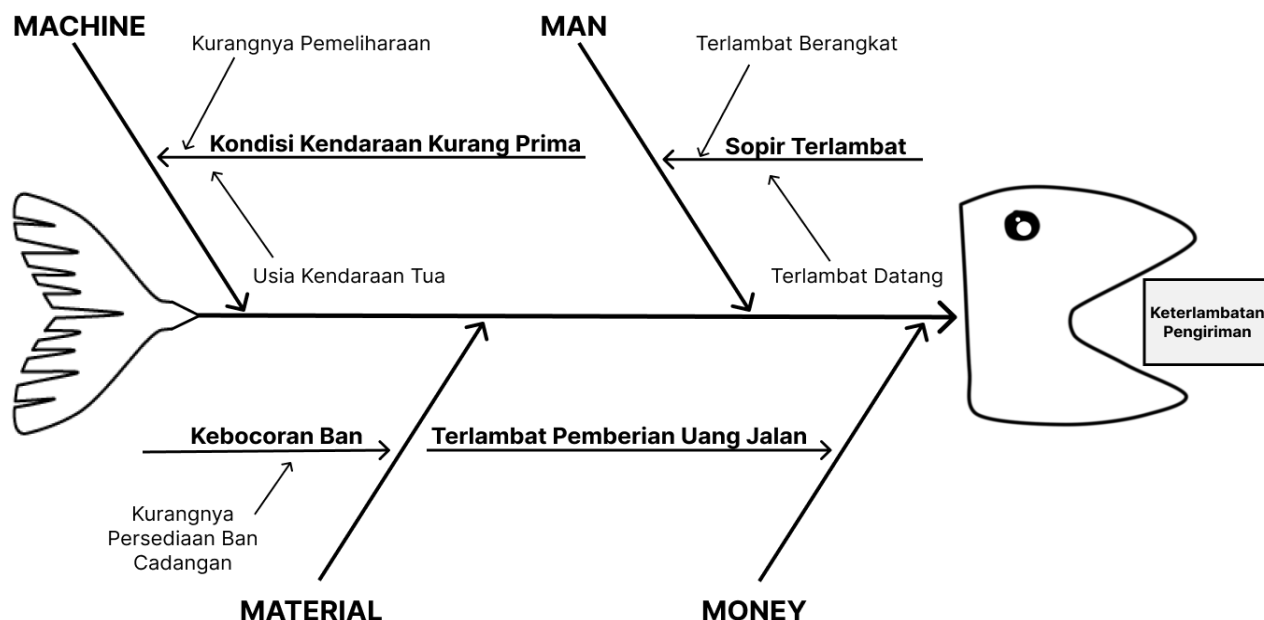 MACHINE
Kurangnya Pemeliharaan
Kondisi Kendaraan Kurang Prima
Usia Kendaraan Tua
MAN
Terlambat Berangkat
Sopir Terlambat
Terlambat Datang
Keterlambatan
Pengiriman
Kebocoran Ban
Kurangnya
Persediaan Ban
Cadangan
MATERIAL
Terlambat Pemberian Uang Jalan
MONEY